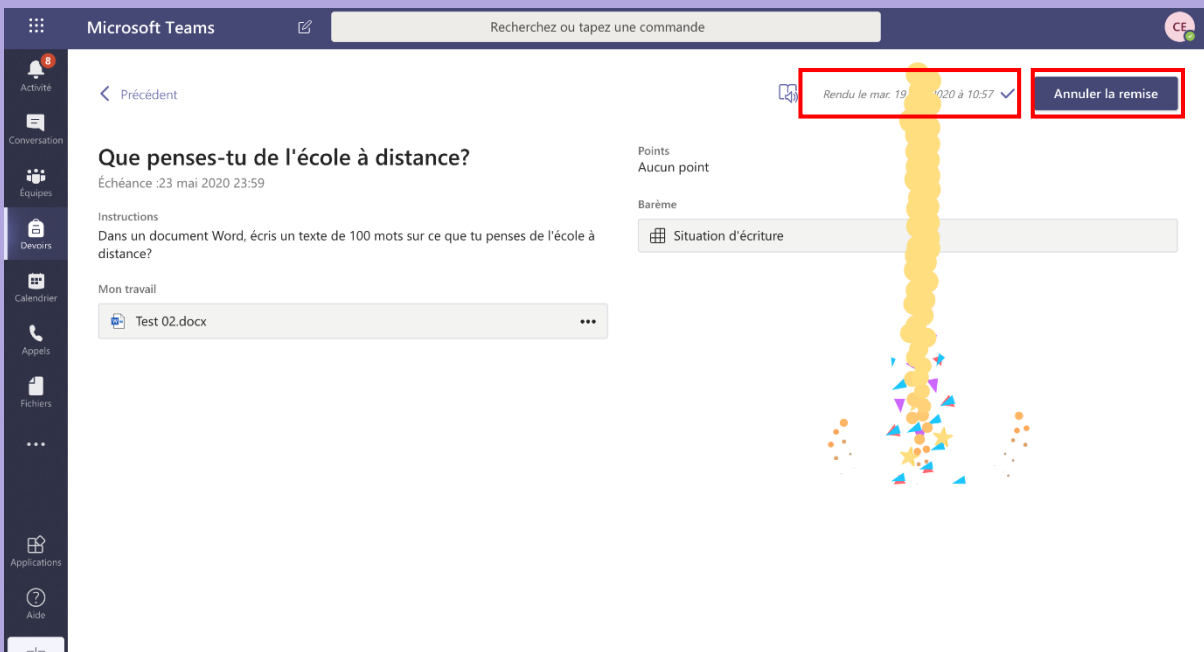 Microsoft Teams
Recherchez ou tapez une commande
CE
8
Activité
Conversation
Équipes
Devoirs
Calendrier
Appels
Fichiers
Applications
Aide
Précédent
Rendu le mar. 19 2020 à 10:57
Annuler la remise
Que penses-tu de l'école à distance?
Échéance :23 mai 2020 23:59
Instructions
Dans un document Word, écris un texte de 100 mots sur ce que tu penses de l'école à
distance?
Mon travail
Test 02.docx
Points
Aucun point
Barème
Situation d'écriture